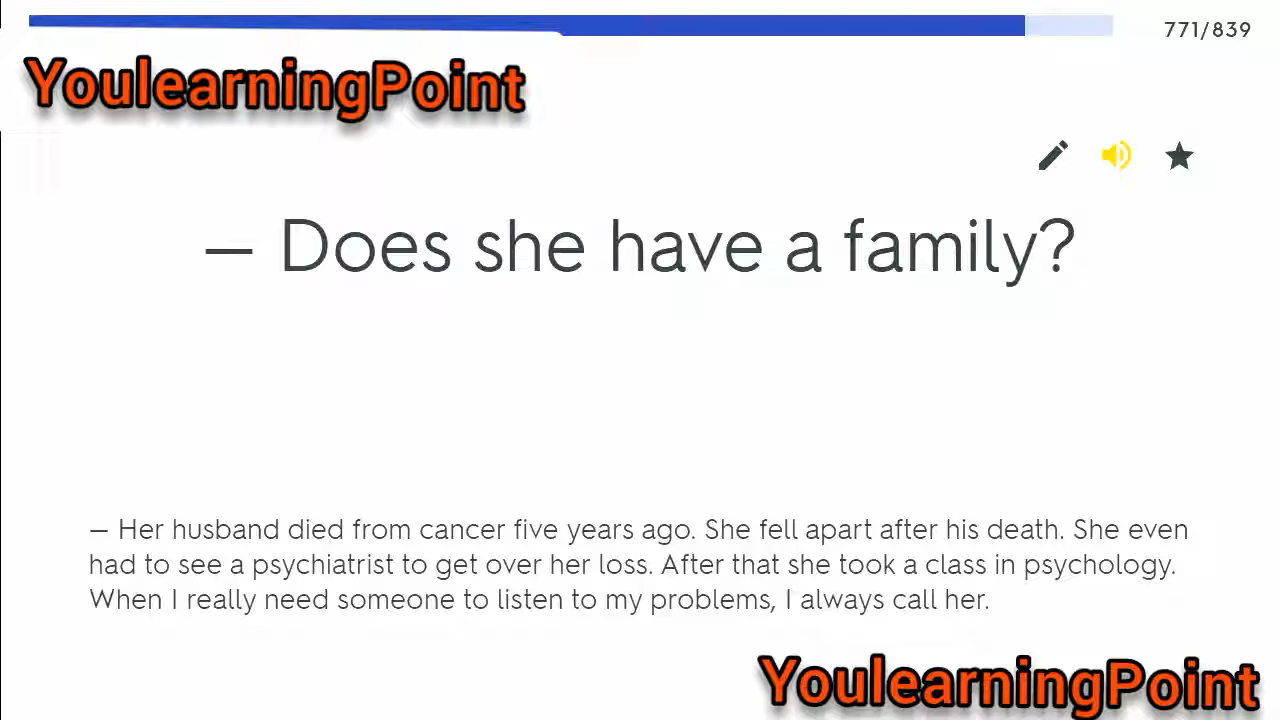 771/839
YoulearningPoint
— Does she have a family?
— Her husband died from cancer five years ago. She fell apart after his death. She even
had to see a psychiatrist to get over her loss. After that she took a class in psychology.
When I really need someone to listen to my problems, I always call her.
YoulearningPoint